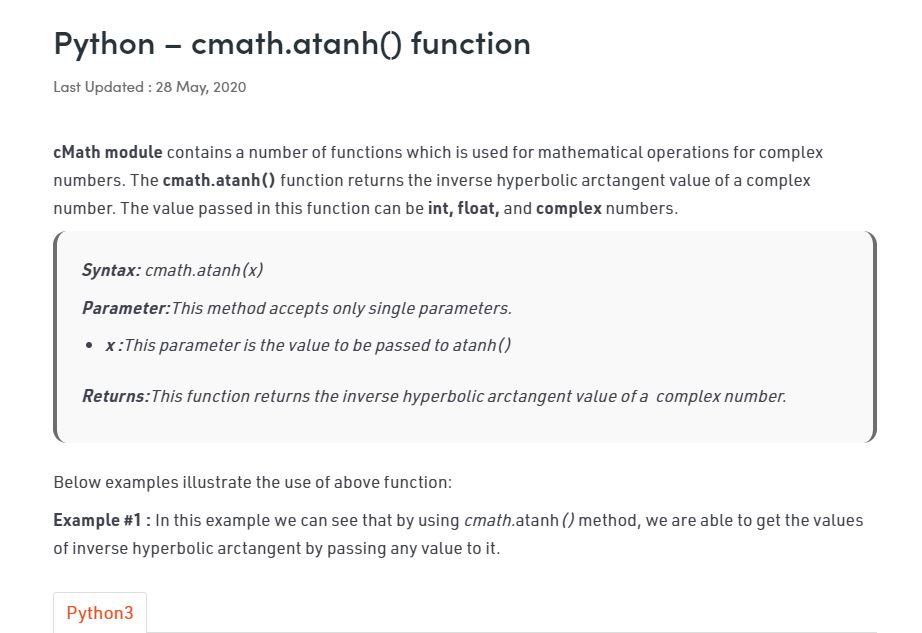 Python – cmath.atanh() function
Last Updated : 28 May, 2020
cMath module contains a number of functions which is used for mathematical operations for complex
numbers. The cmath.atanh() function returns the inverse hyperbolic arctangent value of a complex
number. The value passed in this function can be int, float, and complex numbers.
Syntax: cmath.atanh(x)
Parameter:This method accepts only single parameters.
• x :This parameter is the value to be passed to atanh()
Returns:This function returns the inverse hyperbolic arctangent value of a  complex number.
Below examples illustrate the use of above function:
Example #1 : In this example we can see that by using cmath.atanh() method, we are able to get the values
of inverse hyperbolic arctangent by passing any value to it.
Python3